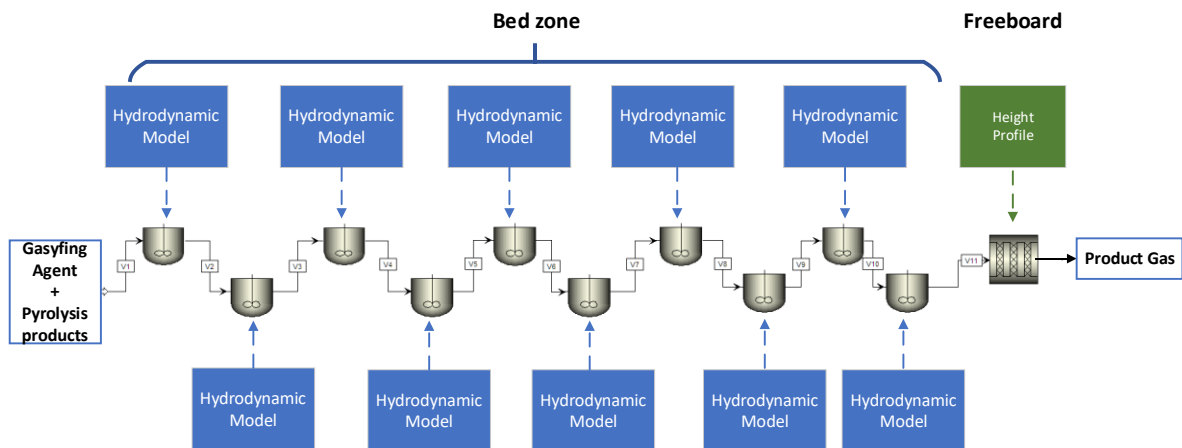 Bed zone
Freeboard
Hydrodynamic
Model
Hydrodynamic
Model
Hydrodynamic
Model
Hydrodynamic
Model
Hydrodynamic
Model
Height
Profile
Gasyfing
Agent
+
Pyrolysis
products
V1
V2
V3
V4
V5
V6
V7
V8
V9
V10
V11
Product Gas
Hydrodynamic
Model
Hydrodynamic
Model
Hydrodynamic
Model
Hydrodynamic
Model
Hydrodynamic
Model